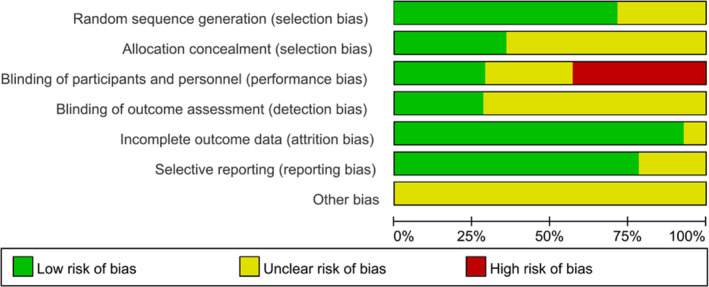 Random sequence generation (selection bias)
Allocation concealment (selection bias)
Blinding of participants and personnel (performance bias)
Blinding of outcome assessment (detection bias)
Incomplete outcome data (attrition bias)
Selective reporting (reporting bias)
Other bias
0% 25% 50% 75% 100%
Low risk of bias Unclear risk of bias High risk of bias